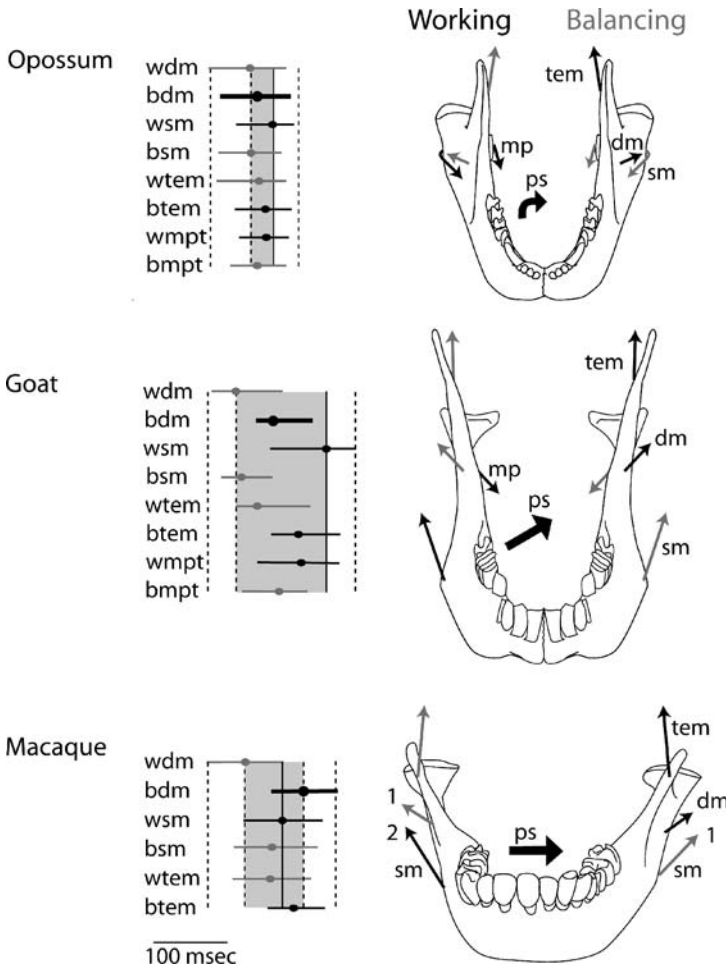 Working Balancing
Opossum
wdm
bdm
wsm
bsm
wtem
btem
wmpt
bmpt
tem
mp
dm
sm
ps
Goat
wdm
bdm
wsm
bsm
wtem
btem
wmpt
bmpt
tem
dm
mp
ps
sm
Macaque
wdm
bdm
wsm
bsm
wtem
btem
100 msec
tem
1
dm
ps
2
1
sm
sm